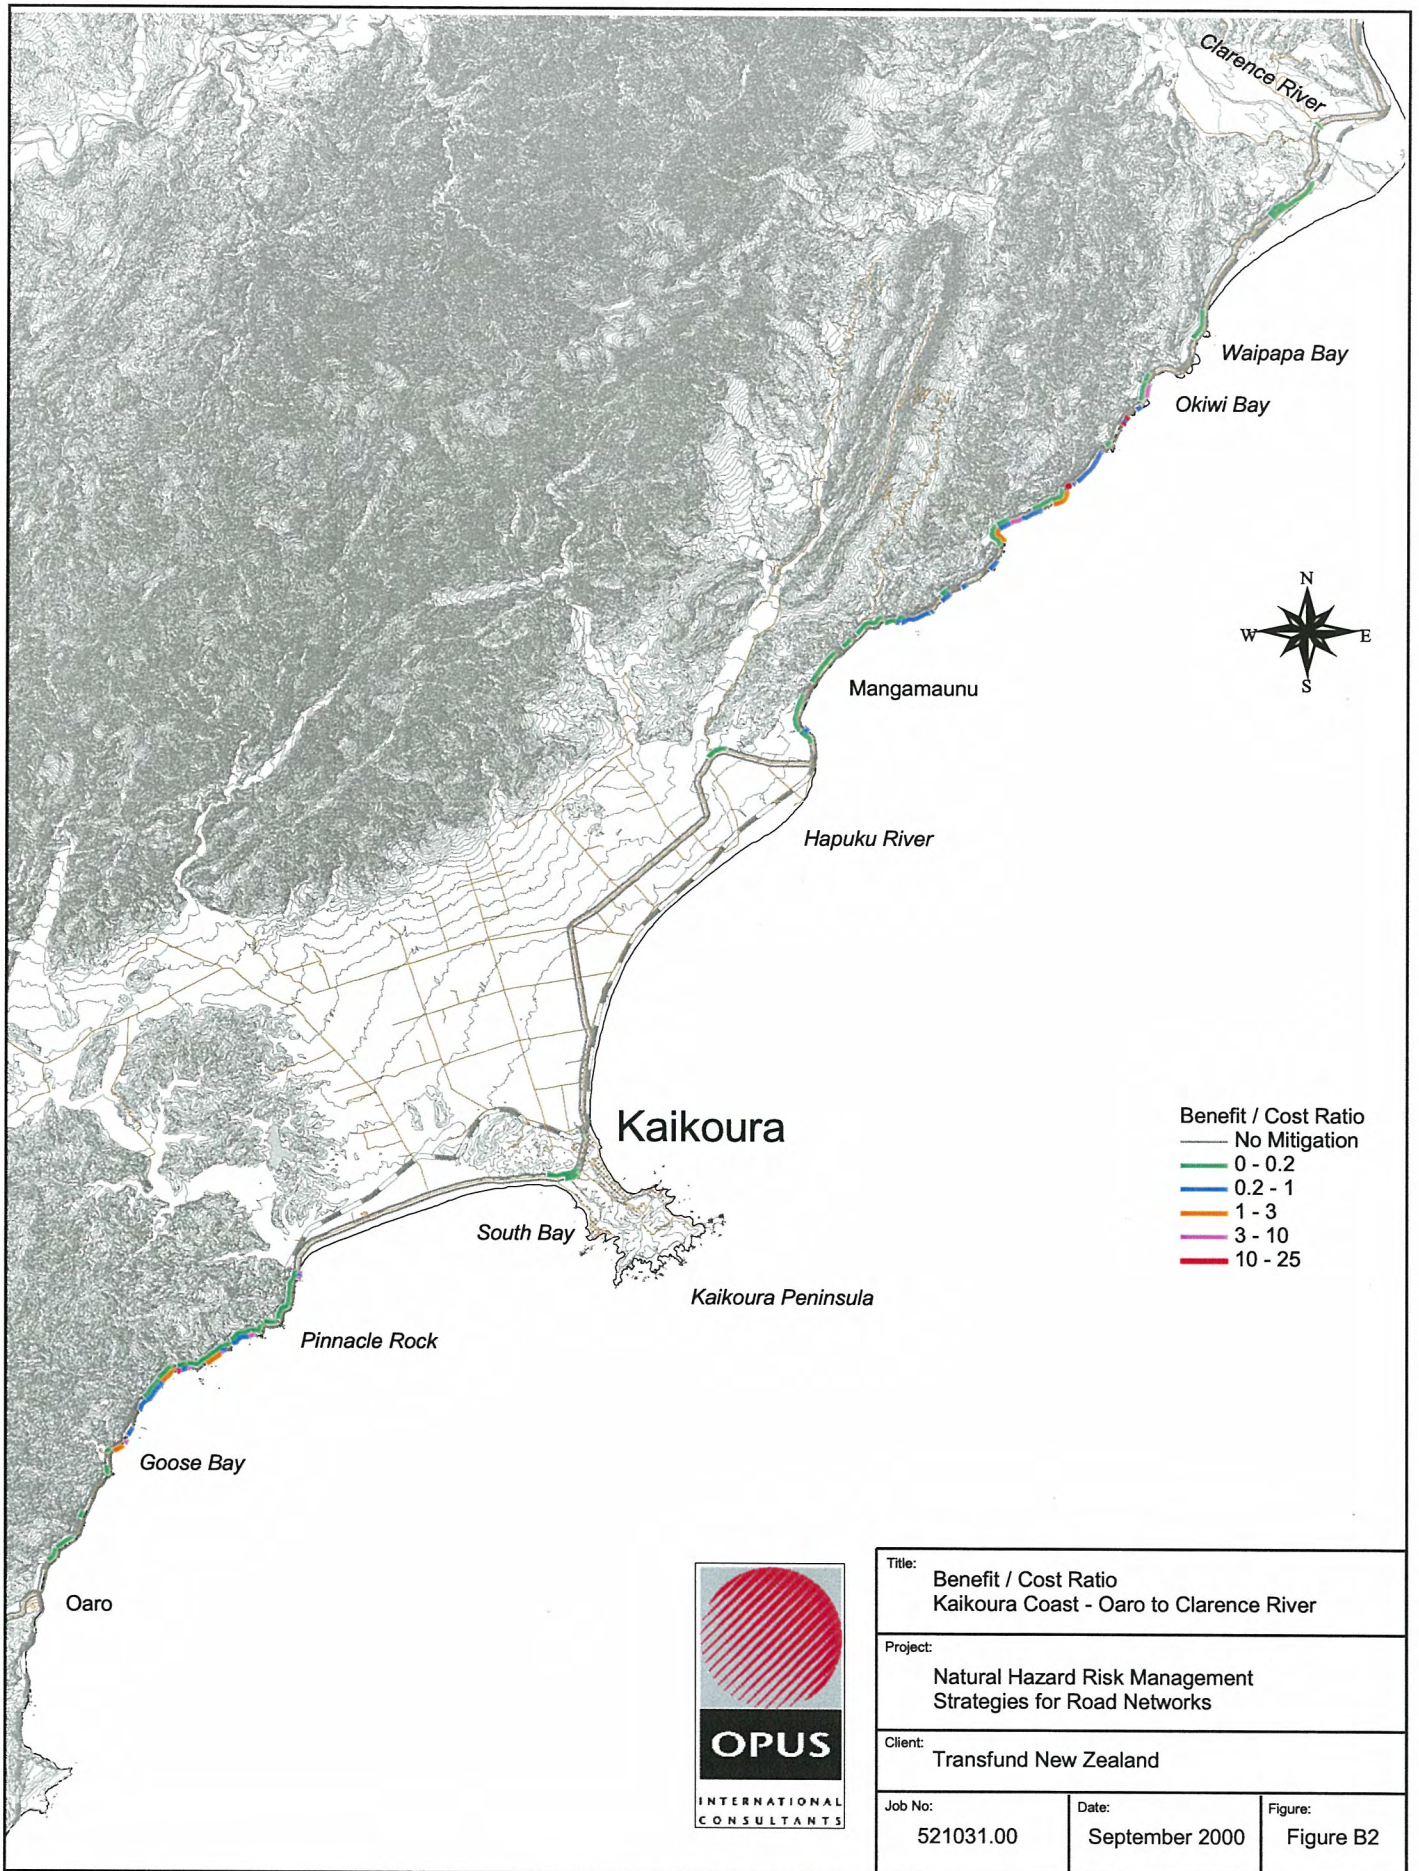 Clarence River
Waipapa Bay
Okiwi Bay
N
W E
S
Mangamaunu
Hapuku River
Kaikoura
Benefit / Cost Ratio
No Mitigation
0 - 0.2
0.2 - 1
1 - 3
3 - 10
10 - 25
South Bay
Kaikoura Peninsula
Pinnacle Rock
Goose Bay
Oaro
OPUS
INTERNATIONAL
CONSULTANTS
Title:
Benefit / Cost Ratio
Kaikoura Coast - Oaro to Clarence River
Project:
Natural Hazard Risk Management
Strategies for Road Networks
Client:
Transfund New Zealand
Job No:
521031.00
Date:
September 2000
Figure:
Figure B2